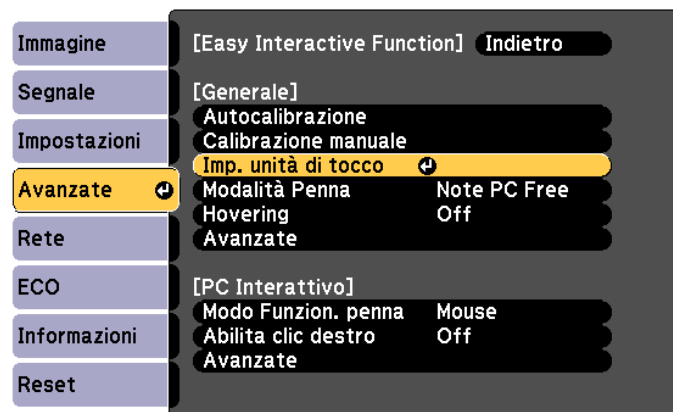 Immagine
Segnale
Impostazioni
Avanzate
Rete
ECO
Informazioni
Reset
[Easy Interactive Function] Indietro
[Generale]
Autocalibrazione
Calibrazione manuale
Imp. unità di tocco
Modalità Penna Note PC Free
Hovering Off
Avanzate
[PC Interattivo]
Modo Funzion. penna Mouse
Abilita clic destro Off
Avanzate